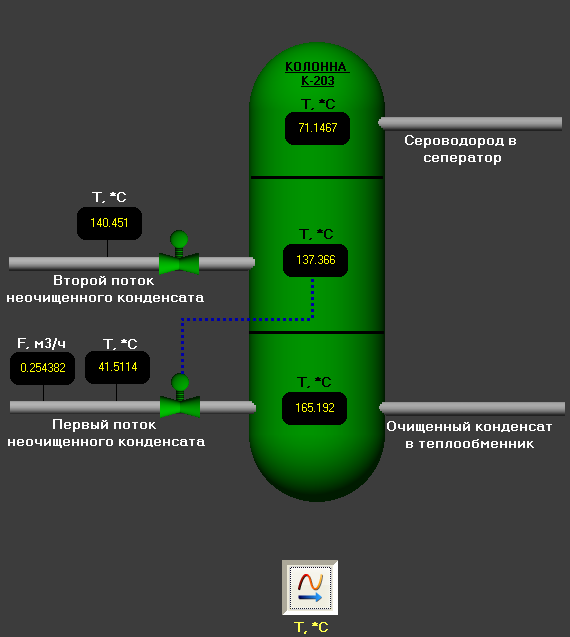 КОЛОННА
К-203
Т, *С
71.1467
Сероводород в
сеператор
Т, *С
140.451
Т, *С
137.366
Второй поток
неочищенного конденсата
F, м3/ч
Т, *С
0.254382
41.5114
Т, *С
165.192
Первый поток
неочищенного конденсата
Очищенный конденсат
в теплообменник
Т, *С